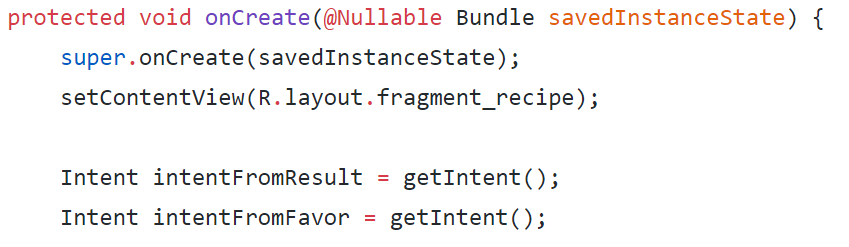 protected void onCreate(@Nullable Bundle savedInstanceState) {
    super.onCreate(savedInstanceState);
    setContentView(R.layout.fragment_recipe);

    Intent intentFromResult = getIntent();
    Intent intentFromFavor = getIntent();